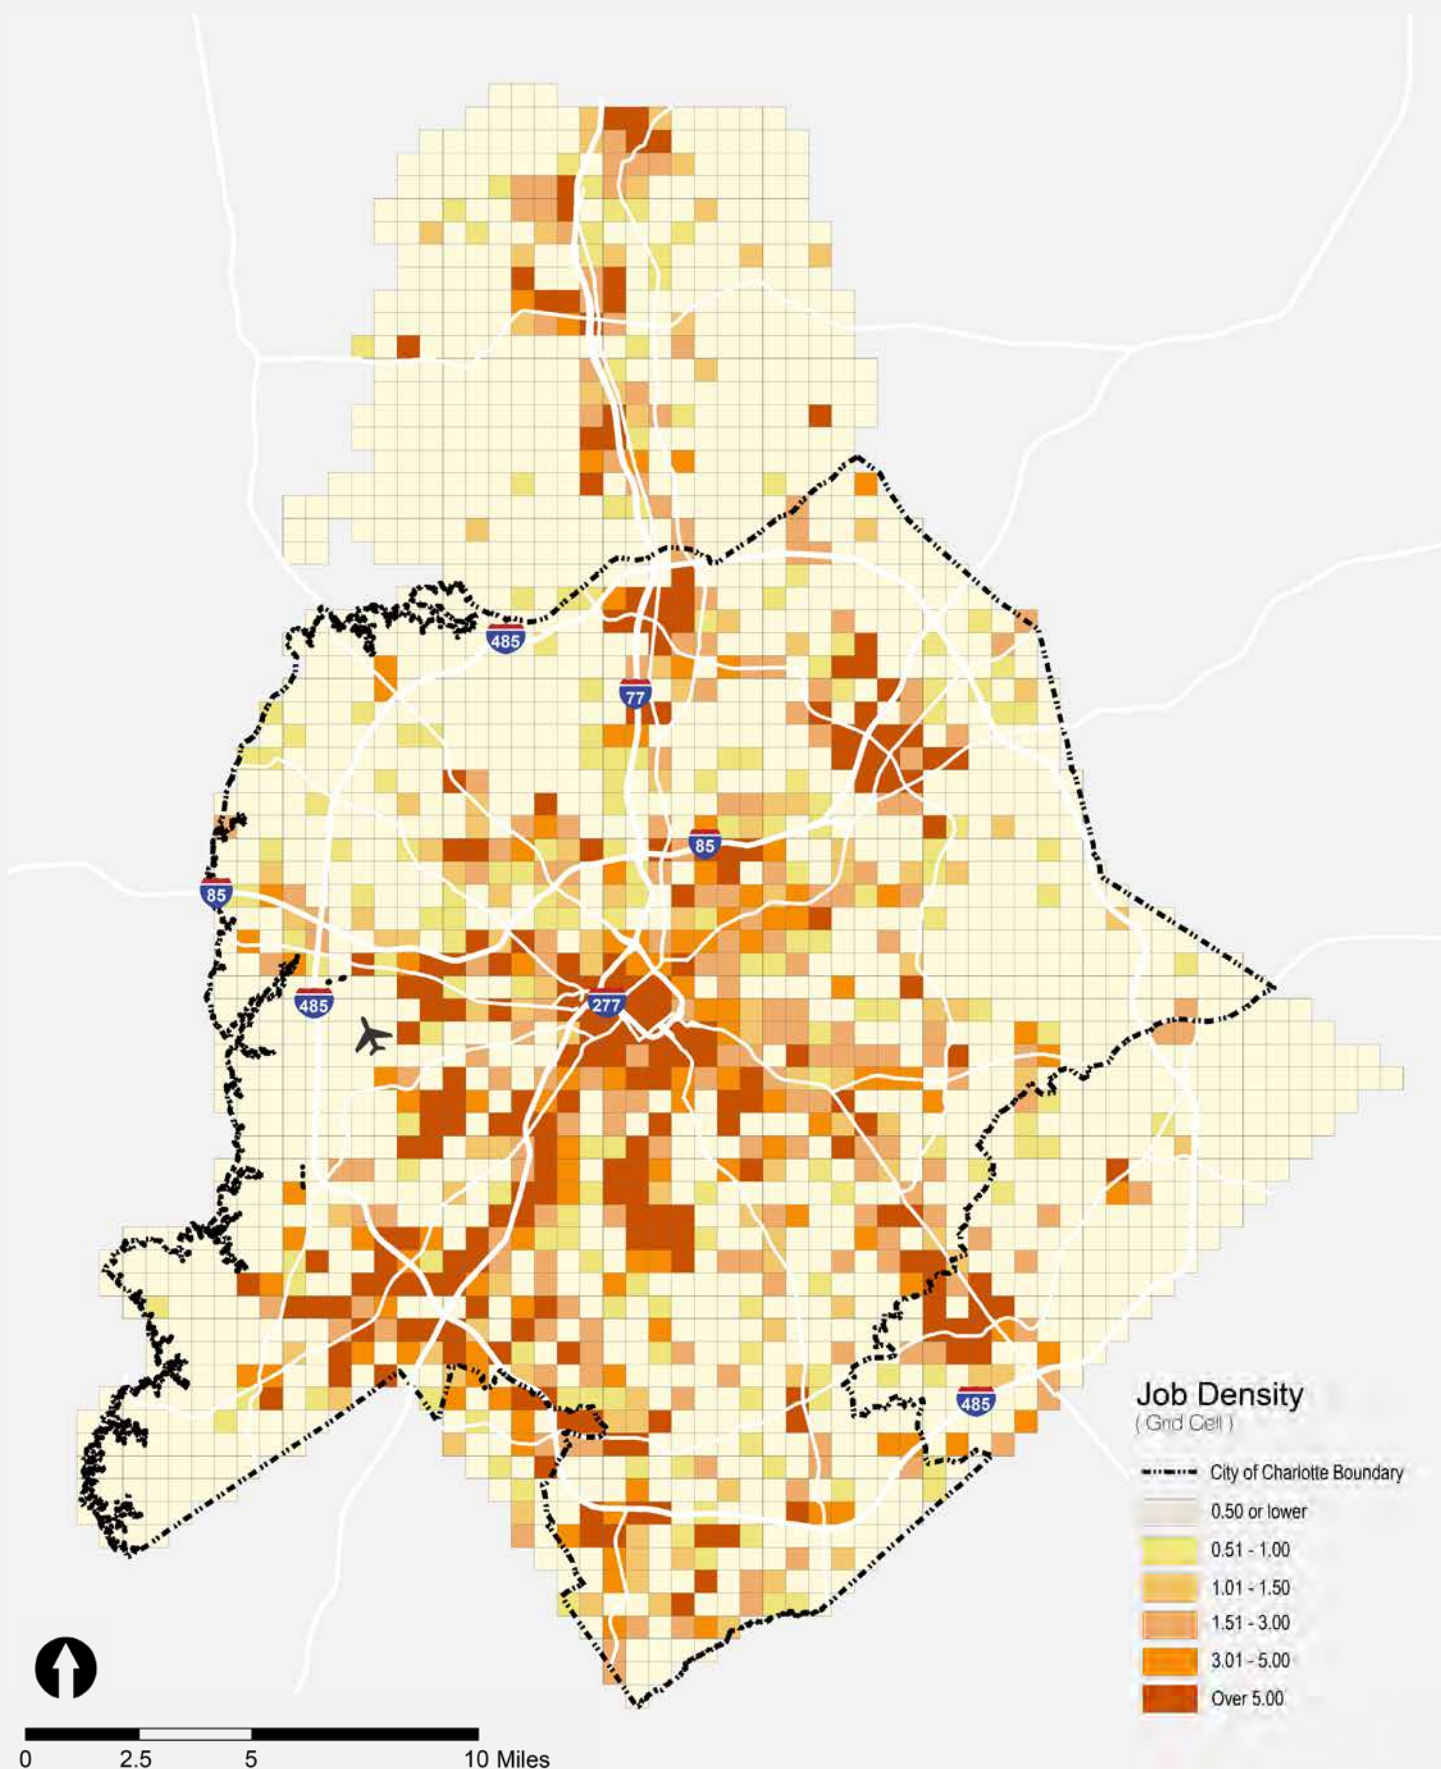 485
77
85
85
277
485
485
Job Density
( Grid Cell )
City of Charlotte Boundary
0.50 or lower
0.51 - 1.00
1.01 - 1.50
1.51 - 3.00
3.01 - 5.00
Over 5.00
0 2.5 5 10 Miles